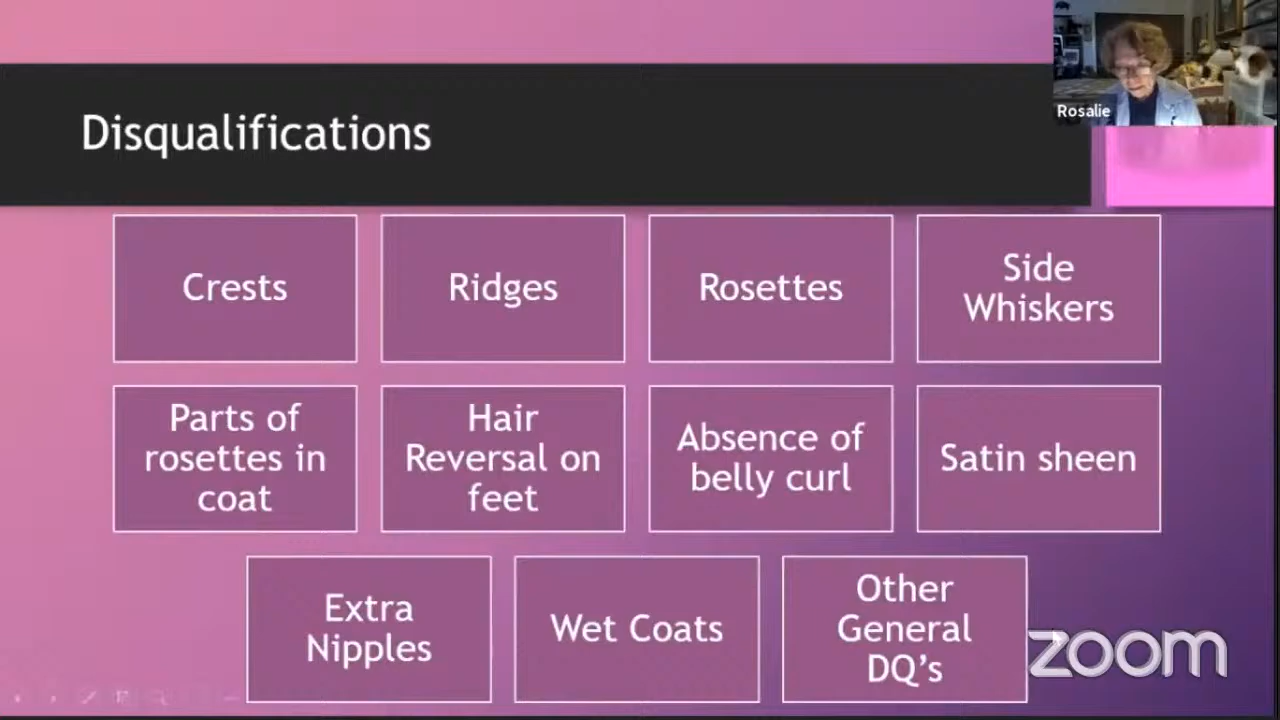 Rosalie
Disqualifications
Crests
Ridges
Rosettes
Side
Whiskers
Parts of
rosettes in
coat
Hair
Reversal on
feet
Absence of
belly curl
Satin sheen
Extra
Nipples
Wet Coats
Other
General
DQ’s
zoom